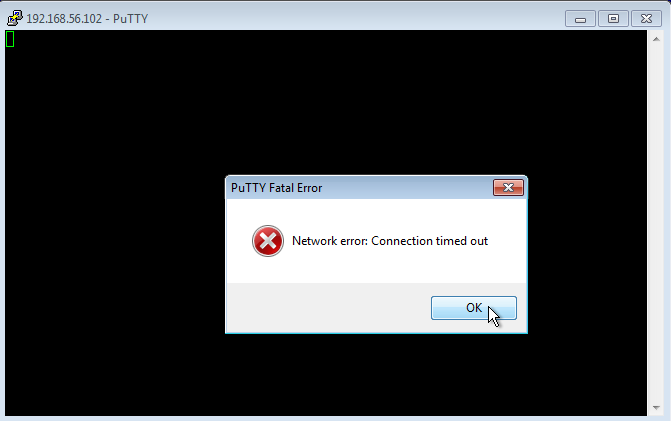 192.168.56.102 - PuTTY
PuTTY Fatal Error
Network error: Connection timed out
OK